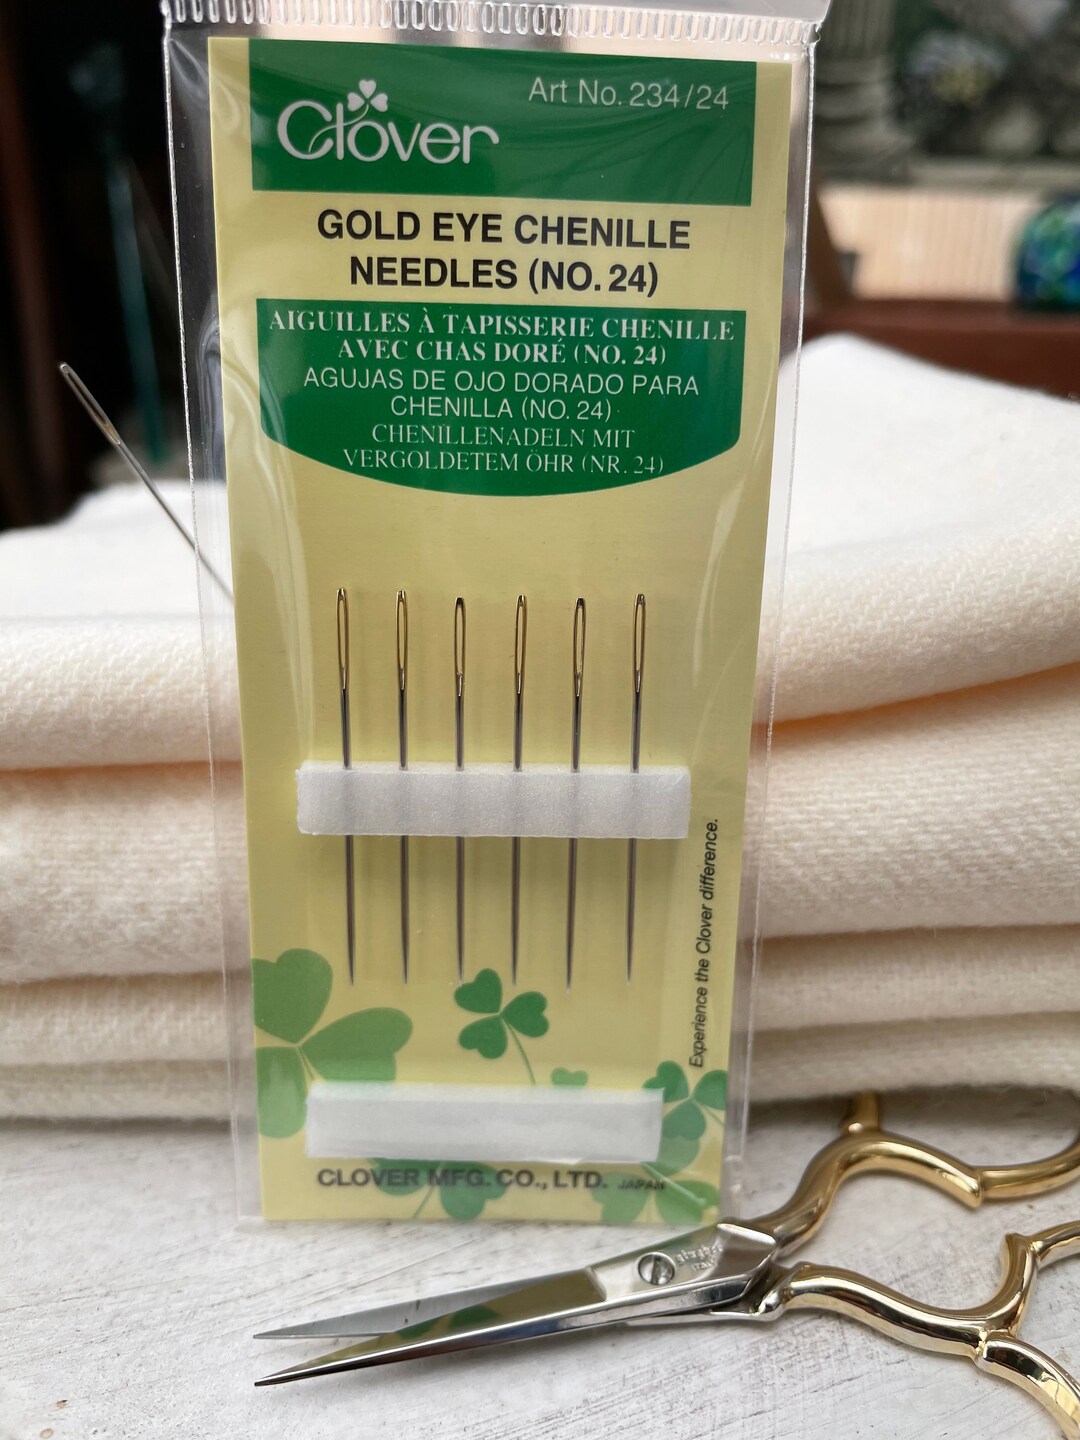 Clover
Art No. 234/24
GOLD EYE CHENILLE
NEEDLES (NO. 24)
AIGUILLES À TAPISSERIE CHENILLE
AVEC CHAS DORÉ (NO. 24)
AGUJAS DE OJO DORADO PARA
CHENILLA (NO. 24)
CHENILLENADELN MIT
VERGOLDETEM ÖHR (NR. 24)
Experience the Clover difference.
CLOVER MFG. CO., LTD. JAPAN